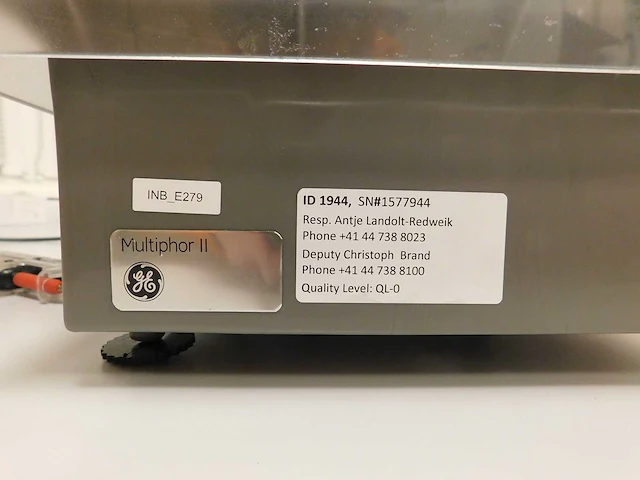 INB_E279
ID 1944, SN#1577944
Resp. Antje Landolt-Redweik
Phone +41 44 738 8023
Deputy Christoph Brand
Phone +41 44 738 8100
Quality Level: QL-0
Multiphor II
GE